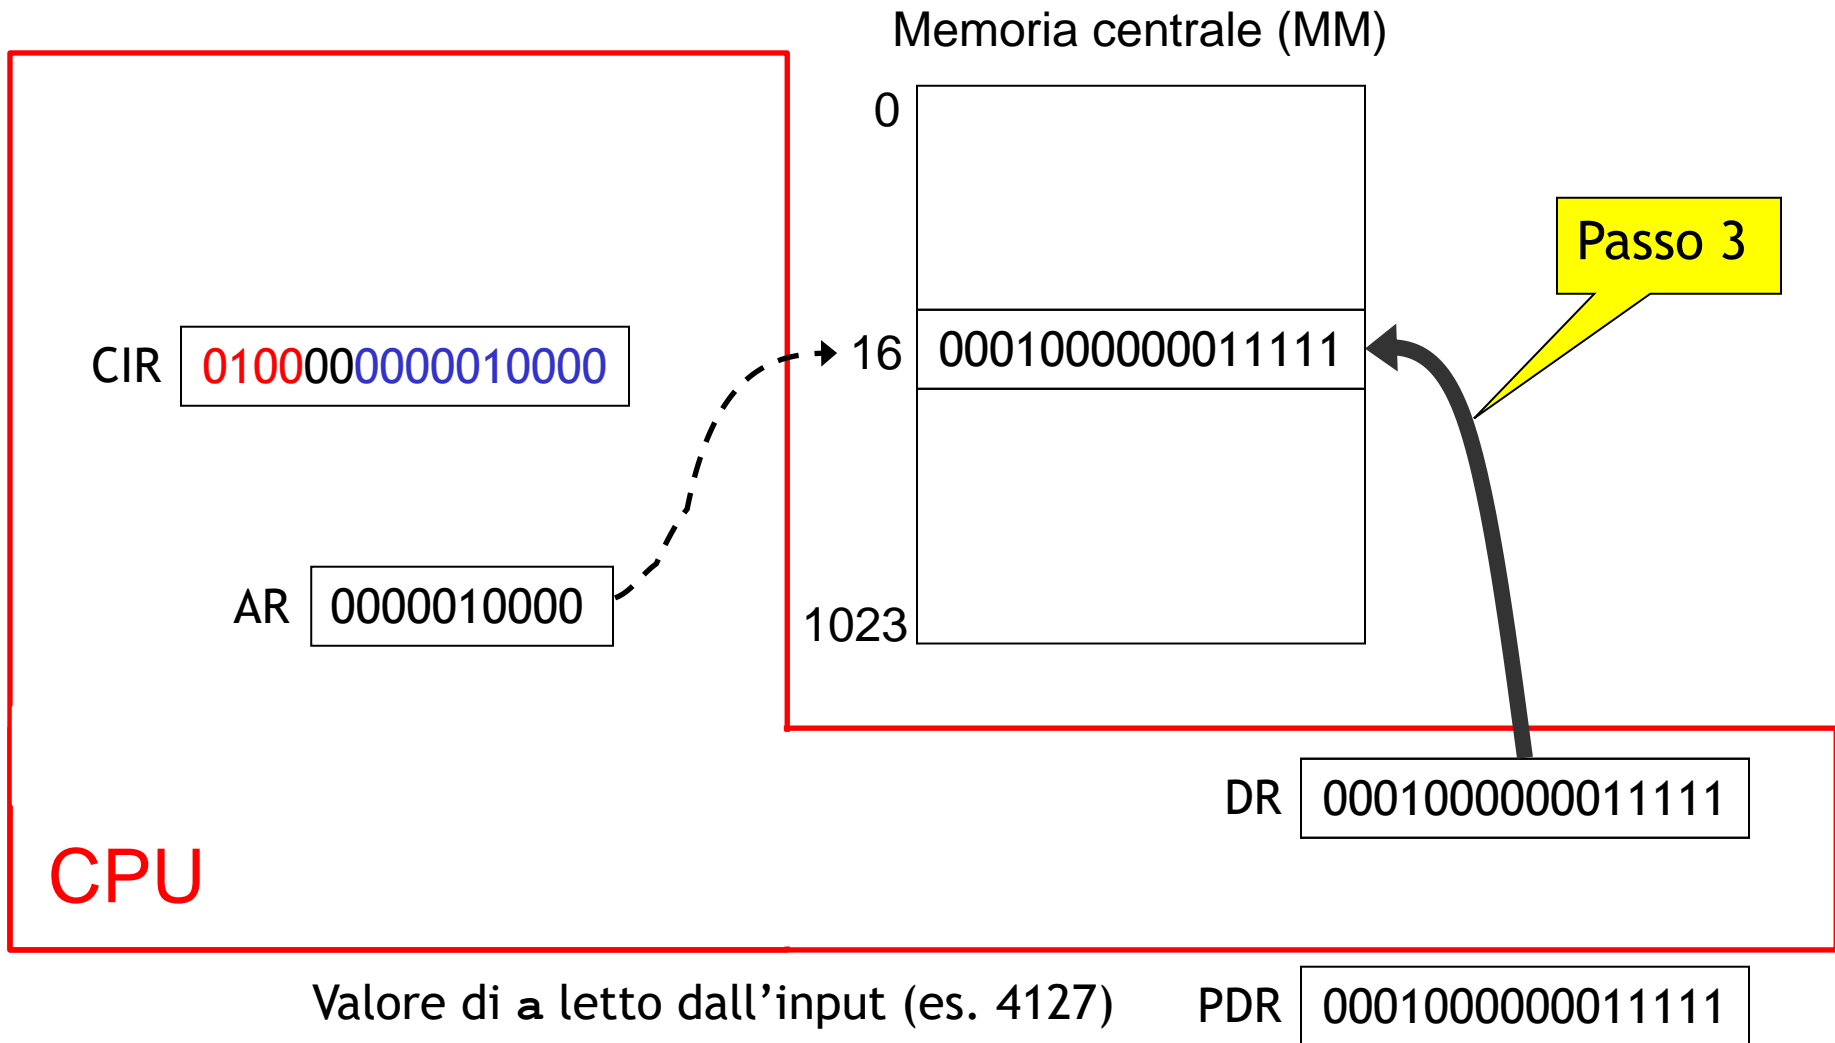 Memoria centrale (MM)
0
Passo 3
CIR 0100000000010000
16 0001000000011111
AR 0000010000
1023
DR 0001000000011111
CPU
Valore di a letto dall’input (es. 4127) PDR 0001000000011111